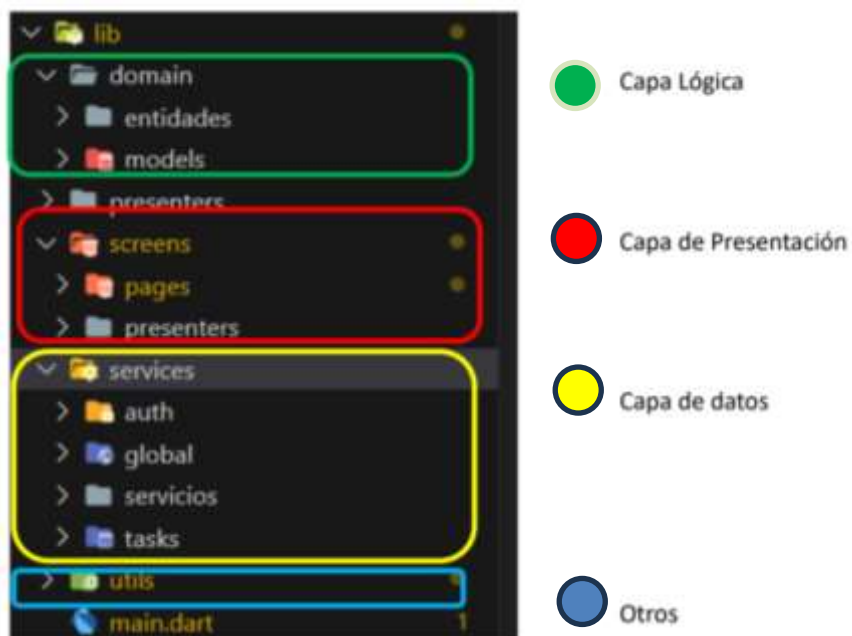 lib
domain
entidades
models
presenters
screens
pages
presenters
services
auth
global
servicios
tasks
utils
main.dart 1
Capa Lógica
Capa de Presentación
Capa de datos
Otros